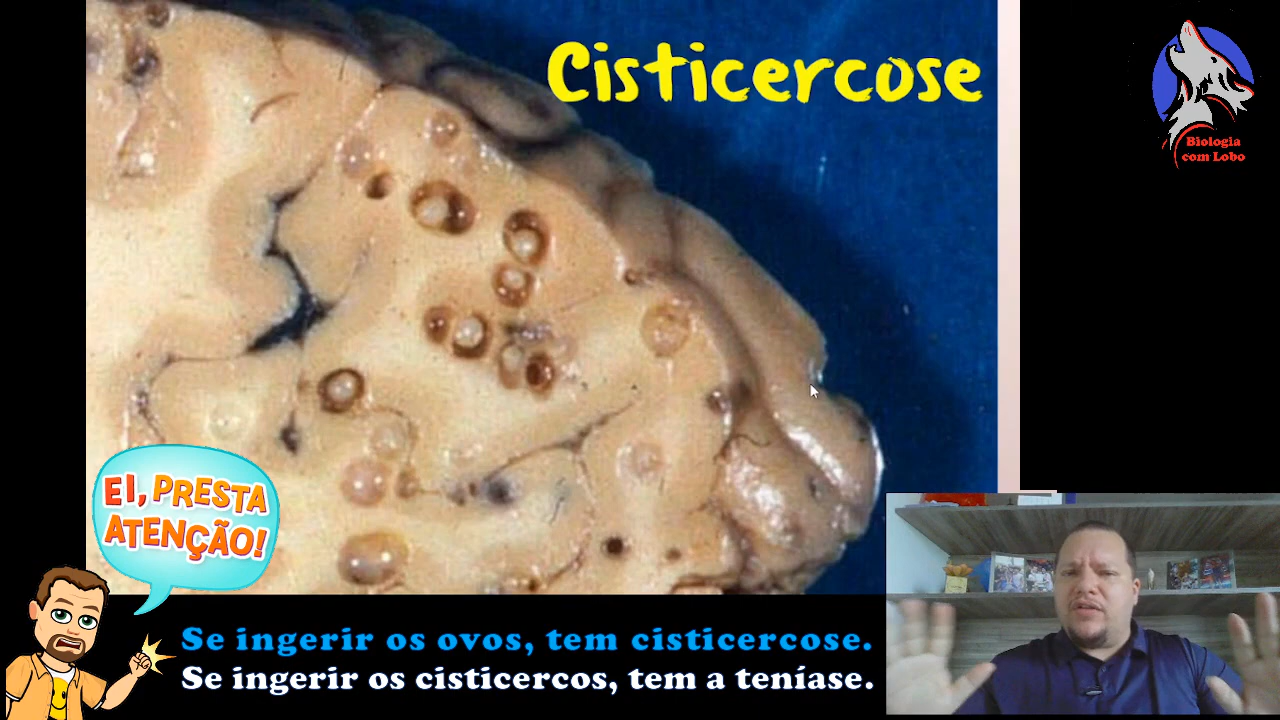 Cisticercose
Biologia
com Lobo
EI, PRESTA
ATENÇÃO!
Se ingerir os ovos, tem cisticercose.
Se ingerir os cisticercos, tem a teníase.